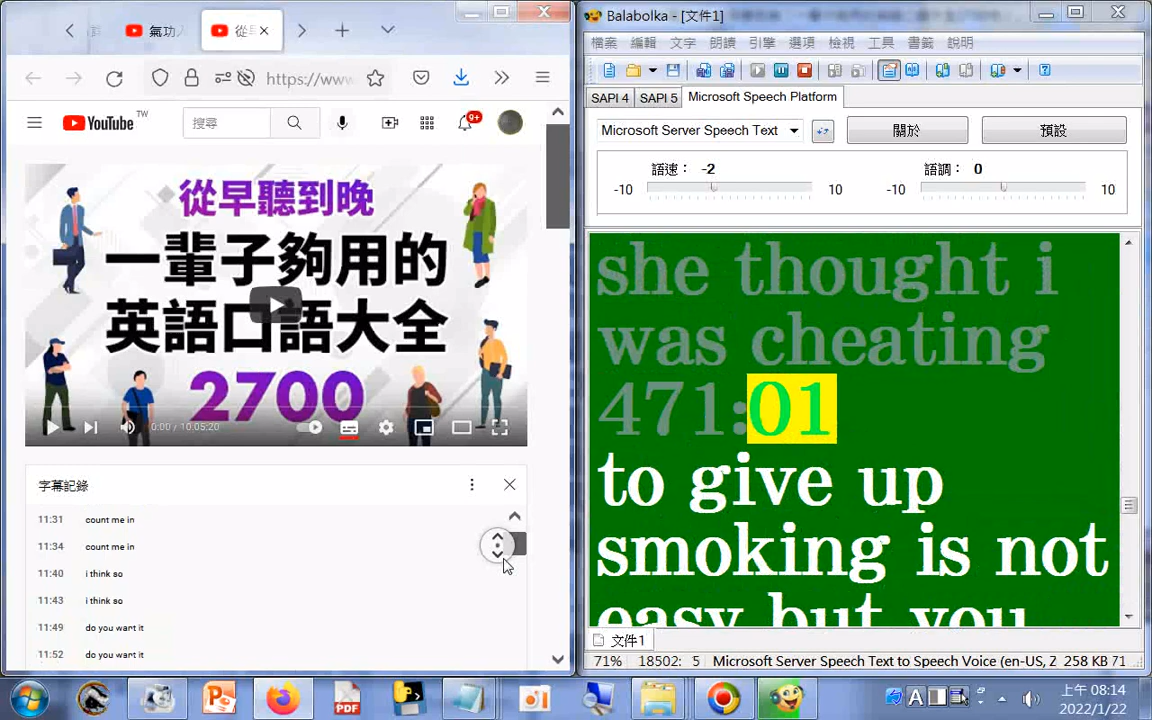 氣功
從
https://www
YouTube TW
搜尋
9+
從早聽到晚
一輩子夠用的
英語口語大全
2700
0:00 / 10:05:20
字幕記錄
11:31 count me in
11:34 count me in
11:40 i think so
11:43 i think so
11:49 do you want it
11:52 do you want it
Balabolka - [文件1]
檔案 編輯 文字 朗讀 引擎 選項 檢視 工具 書籤 說明
SAPI 4 SAPI 5 Microsoft Speech Platform
Microsoft Server Speech Text 關於 預設
語速： -2 語調： 0
-10 10 -10 10
she thought i
was cheating
471:01
to give up
smoking is not
easy but you
文件1
71% 18502: 5 Microsoft Server Speech Text to Speech Voice (en-US, Z 258 KB 71
PDF
A
上午 08:14
2022/1/22